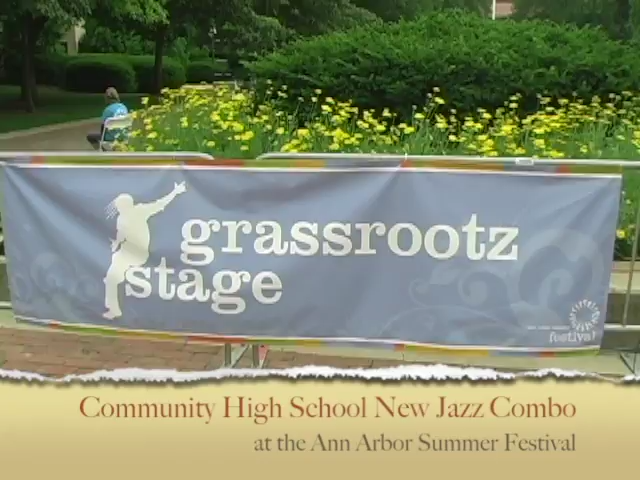 grassrootz
stage
festival
Community High School New Jazz Combo
at the Ann Arbor Summer Festival